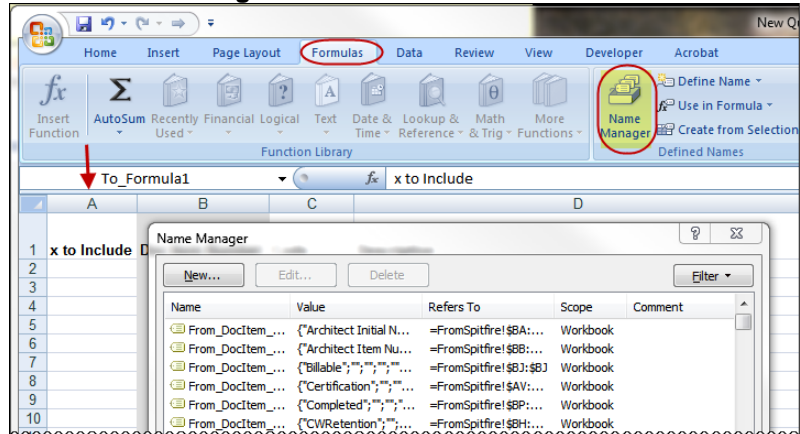 New Qu
Home Insert Page Layout Formulas Data Review View Developer Acrobat
fx Σ ? A θ Define Name
Insert AutoSum Recently Financial Logical Text Date & Lookup & Math More Name fx Use in Formula
Function Used Time Reference & Trig Functions Manager Create from Selection
Function Library Defined Names
To_Formula1 fx x to Include
A B C D
1 x to Include D
Name Manager ?
2
3
New... Edit... Delete Filter
4 Name Value Refers To Scope Comment
5 From_DocItem_... {"Architect Initial N... =FromSpitfire!$BA:... Workbook
6 From_DocItem_... {"Architect Item Nu... =FromSpitfire!$BB:... Workbook
7 From_DocItem_... {"Billable";"";"";"";""... =FromSpitfire!$BJ:$BJ Workbook
8 From_DocItem_... {"Certification";"";""... =FromSpitfire!$AV:... Workbook
9 From_DocItem_... {"Completed";"";"";"... =FromSpitfire!$BP:... Workbook
10 From_DocItem_... {"CWRetention";"";... =FromSpitfire!$BH:... Workbook